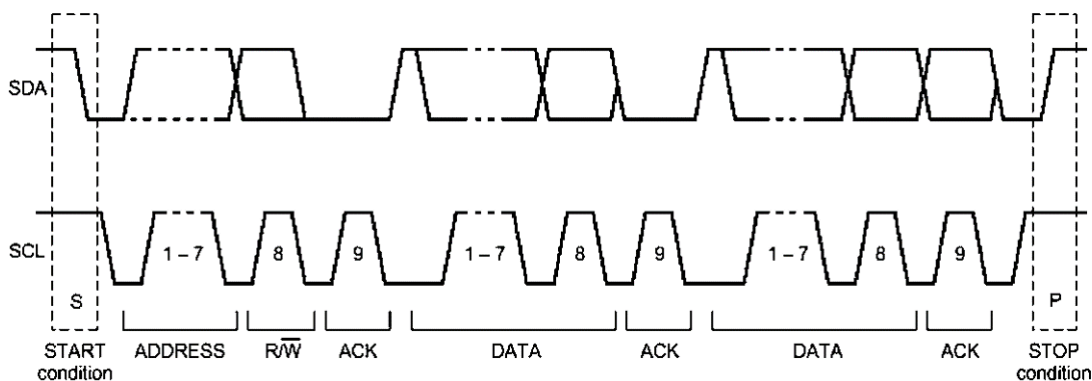 SDA
SCL
1 – 7
8
9
1 – 7
8
9
1 – 7
8
9
S
P
START
condition
ADDRESS
R/W̅
ACK
DATA
ACK
DATA
ACK
STOP
condition